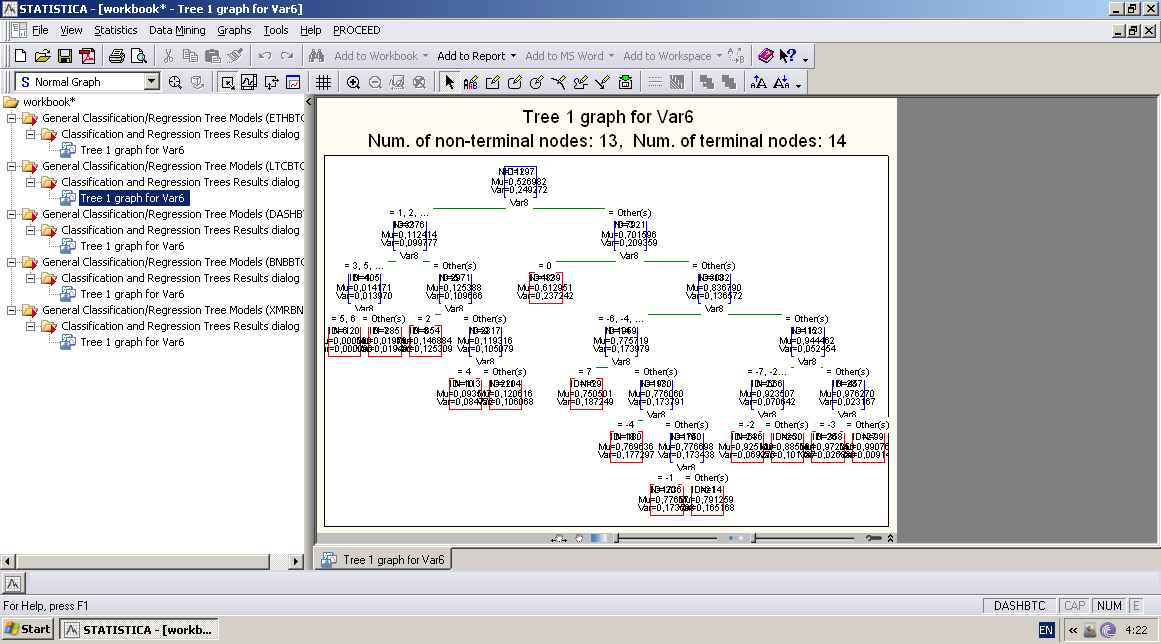 STATISTICA - [workbook* - Tree 1 graph for Var6]
File View Statistics Data Mining Graphs Tools Help PROCEED
Add to Workbook Add to Report Add to MS Word Add to Workspace
S Normal Graph
workbook*
General Classification/Regression Tree Models (ETHBTC
Classification and Regression Trees Results dialog
Tree 1 graph for Var6
General Classification/Regression Tree Models (LTCBTC
Classification and Regression Trees Results dialog
Tree 1 graph for Var6
General Classification/Regression Tree Models (DASHB
Classification and Regression Trees Results dialog
Tree 1 graph for Var6
General Classification/Regression Tree Models (BNBBTC
Classification and Regression Trees Results dialog
Tree 1 graph for Var6
General Classification/Regression Tree Models (XMRBN
Classification and Regression Trees Results dialog
Tree 1 graph for Var6
Tree 1 graph for Var6
Num. of non-terminal nodes: 13, Num. of terminal nodes: 14
Mu=0,526982
Var=0,249272
Var8
= 1, 2, ... = Other(s)
Mu=0,112414 Mu=0,701596
Var=0,099777 Var=0,209359
Var8 Var8
= 3, 5, ... = Other(s) = 0 = Other(s)
Mu=0,014171 Mu=0,125388 Mu=0,612951 Mu=0,836790
Var=0,013970 Var=0,109666 Var=0,237242 Var=0,136572
Var8 Var8 Var8
= 5, 6 = Other(s) = 2 = Other(s) = -6, -4, ... = Other(s)
Mu=0,119316 Mu=0,775719 Mu=0,944462
Var=0,105079 Var=0,173979 Var=0,052454
Var8 Var8 Var8
= 4 = Other(s) = 7 = Other(s) = -7, -2... = Other(s)
Mu=0,750501 Mu=0,776060 Mu=0,923507 Mu=0,976270
Var=0,187249 Var=0,173791 Var=0,070642 Var=0,023167
Var8 Var8 Var8
= -4 = Other(s) = -2 = Other(s) = -3 = Other(s)
Mu=0,769636 Mu=0,776698
Var=0,177297 Var=0,173438
Var8
= -1 = Other(s)
Mu=0,791259
Var=0,165168
Tree 1 graph for Var6
For Help, press F1
DASHBTC CAP NUM E
Start STATISTICA - [workb... EN « 4:22